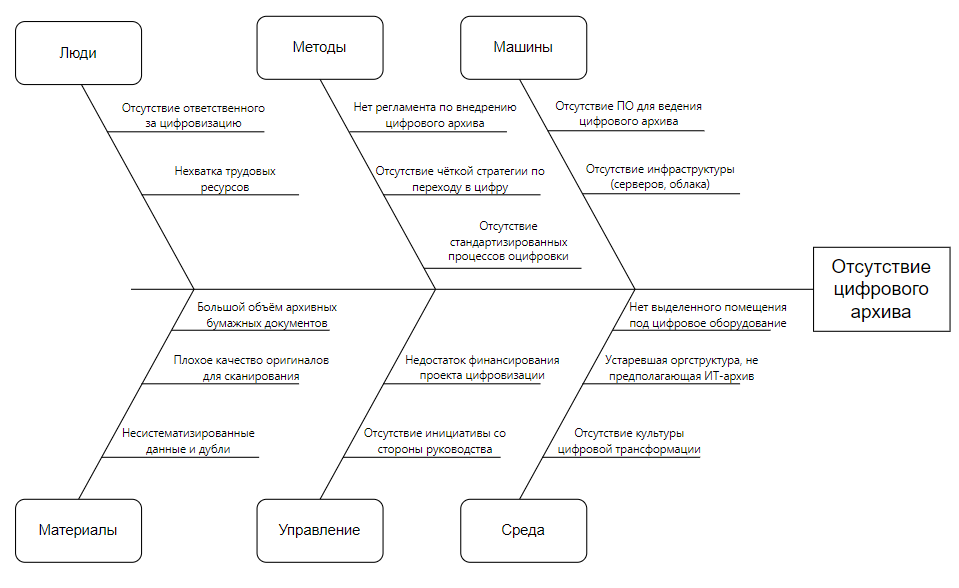 Люди
Методы
Машины
Отсутствие ответственного
за цифровизацию
Нехватка трудовых
ресурсов
Нет регламента по внедрению
цифрового архива
Отсутствие чёткой стратегии по
переходу в цифру
Отсутствие
стандартизированных
процессов оцифровки
Отсутствие ПО для ведения
цифрового архива
Отсутствие инфраструктуры
(серверов, облака)
Отсутствие
цифрового
архива
Большой объём архивных
бумажных документов
Плохое качество оригиналов
для сканирования
Несистематизированные
данные и дубли
Недостаток финансирования
проекта цифровизации
Отсутствие инициативы со
стороны руководства
Нет выделенного помещения
под цифровое оборудование
Устаревшая оргструктура, не
предполагающая ИТ-архив
Отсутствие культуры
цифровой трансформации
Материалы
Управление
Среда